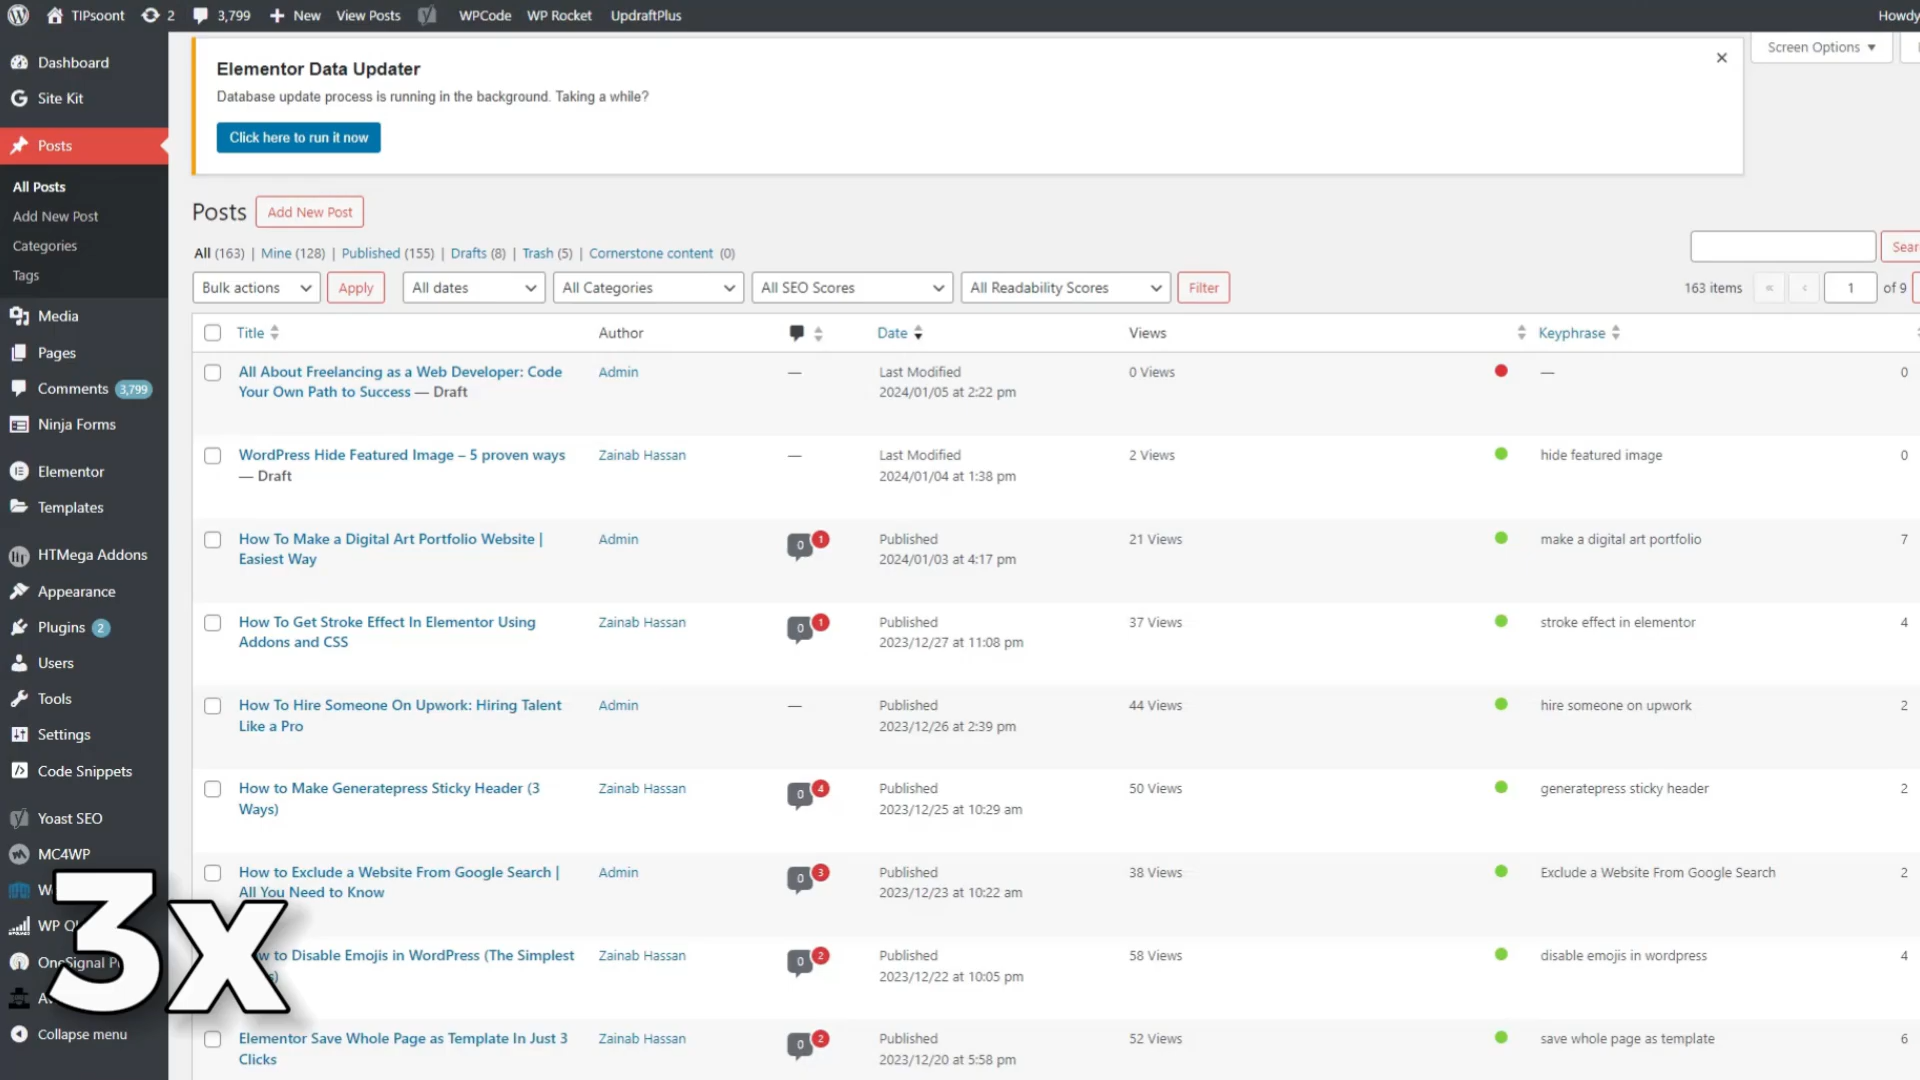 TIPsoont 2 3,799 New View Posts WPCode WP Rocket UpdraftPlus Howdy
Dashboard
Site Kit
Posts
All Posts
Add New Post
Categories
Tags
Media
Pages
Comments 3,799
Ninja Forms
Elementor
Templates
HTMega Addons
Appearance
Plugins 2
Users
Tools
Settings
Code Snippets
Yoast SEO
MC4WP
WP
OneSignal
Collapse menu
3x
Screen Options
Elementor Data Updater
Database update process is running in the background. Taking a while?
Click here to run it now
Posts Add New Post
All (163) | Mine (128) | Published (155) | Drafts (8) | Trash (5) | Cornerstone content (0)
Sear
Bulk actions Apply All dates All Categories All SEO Scores All Readability Scores Filter 163 items « ‹ 1 of 9
Title Author Date Views Keyphrase
All About Freelancing as a Web Developer: Code Admin — Last Modified 0 Views — 0
Your Own Path to Success — Draft 2024/01/05 at 2:22 pm
WordPress Hide Featured Image – 5 proven ways Zainab Hassan — Last Modified 2 Views hide featured image 0
— Draft 2024/01/04 at 1:38 pm
How To Make a Digital Art Portfolio Website | Admin 0 1 Published 21 Views make a digital art portfolio 7
Easiest Way 2024/01/03 at 4:17 pm
How To Get Stroke Effect In Elementor Using Zainab Hassan 0 1 Published 37 Views stroke effect in elementor 4
Addons and CSS 2023/12/27 at 11:08 pm
How To Hire Someone On Upwork: Hiring Talent Admin — Published 44 Views hire someone on upwork 2
Like a Pro 2023/12/26 at 2:39 pm
How to Make Generatepress Sticky Header (3 Zainab Hassan 0 4 Published 50 Views generatepress sticky header 2
Ways) 2023/12/25 at 10:29 am
How to Exclude a Website From Google Search | Admin 0 3 Published 38 Views Exclude a Website From Google Search 2
All You Need to Know 2023/12/23 at 10:22 am
to Disable Emojis in WordPress (The Simplest Zainab Hassan 0 2 Published 58 Views disable emojis in wordpress 4
2023/12/22 at 10:05 pm
Elementor Save Whole Page as Template In Just 3 Zainab Hassan 0 2 Published 52 Views save whole page as template 6
Clicks 2023/12/20 at 5:58 pm